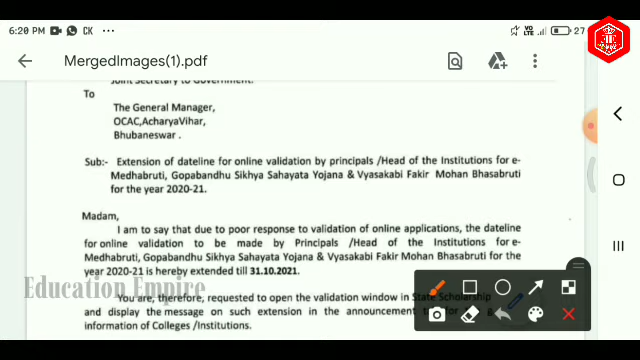 6:20 PM CK ...
VO LTE 27
MergedImages(1).pdf
Joint Secretary to Government.
To
The General Manager,
OCAC,AcharyaVihar,
Bhubaneswar .
Sub:- Extension of dateline for online validation by principals /Head of the Institutions for e-
Medhabruti, Gopabandhu Sikhya Sahayata Yojana & Vyasakabi Fakir Mohan Bhasabruti
for the year 2020-21.
Madam,
I am to say that due to poor response to validation of online applications, the dateline
for online validation to be made by Principals /Head of the Institutions for e-
Medhabruti, Gopabandhu Sikhya Sahayata Yojana & Vyasakabi Fakir Mohan Bhasabruti for the
year 2020-21 is hereby extended till 31.10.2021.
Education Empire
You are, therefore, requested to open the validation window in State Scholarship
and display the message on such extension in the announcement
information of Colleges /Institutions.